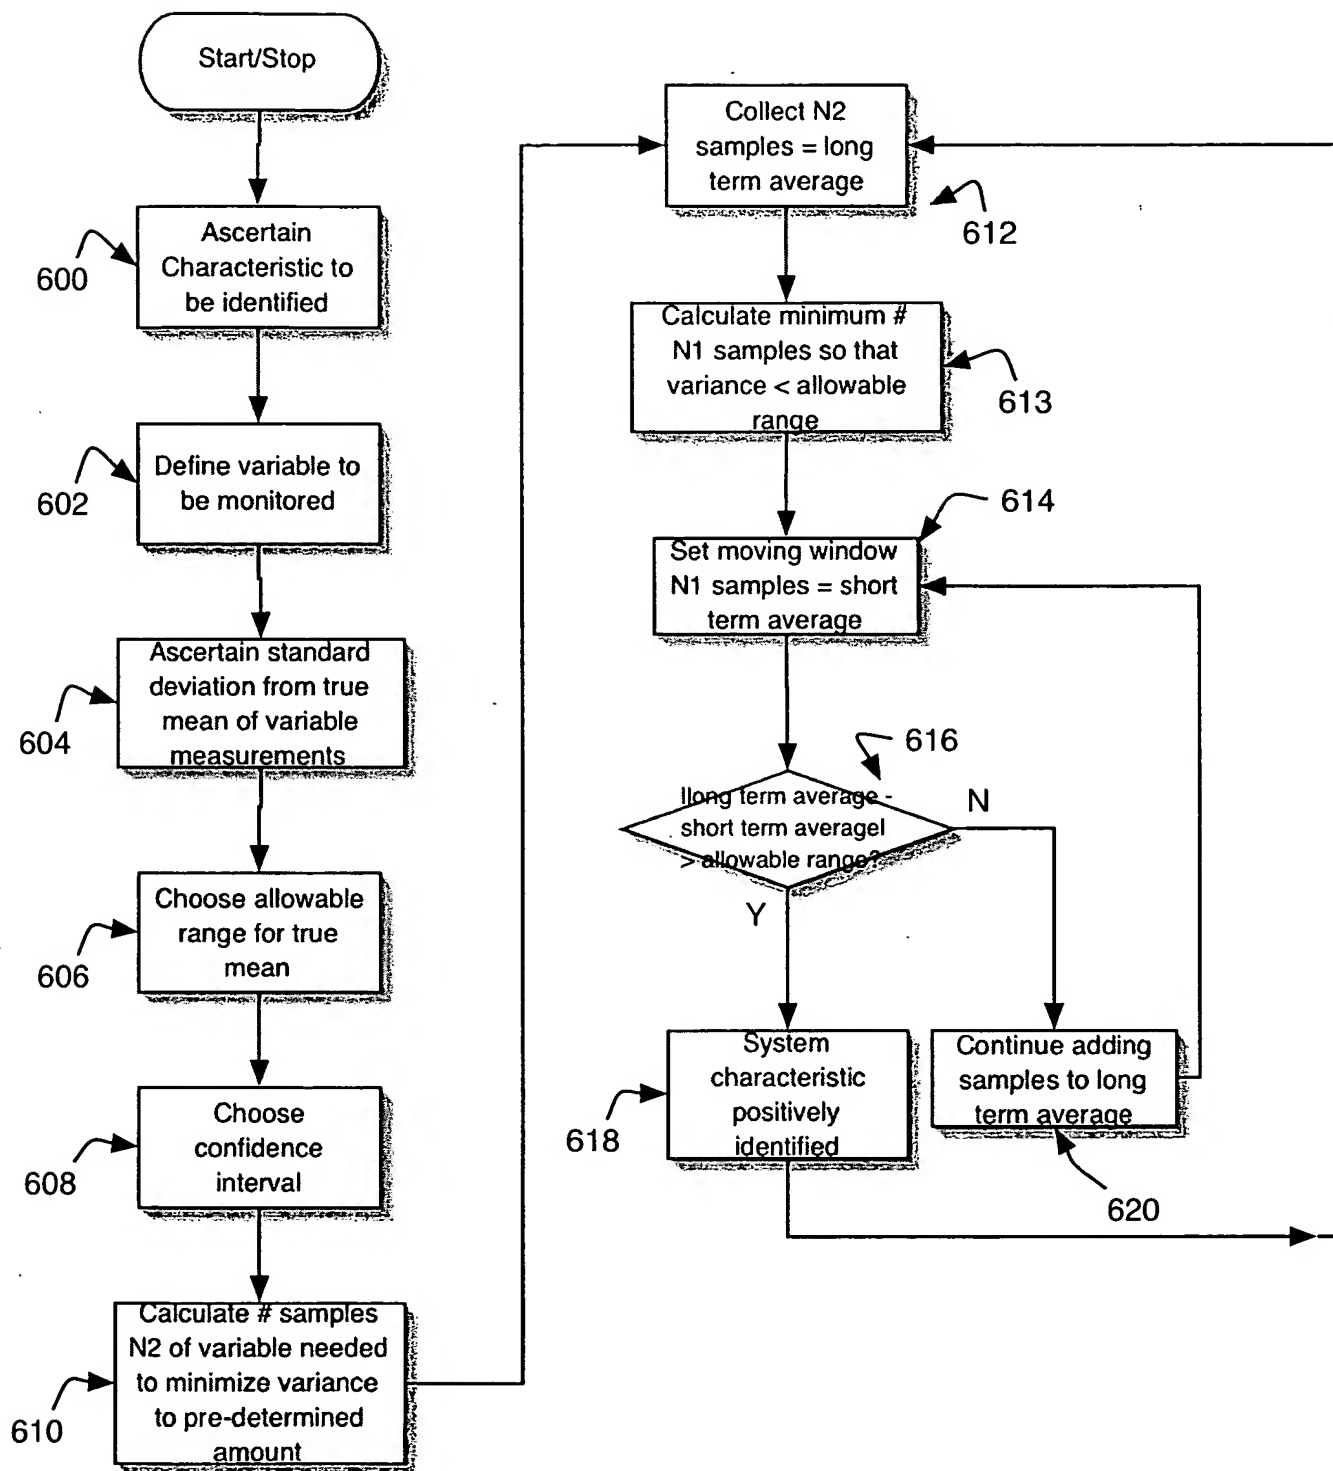 Start/Stop
Ascertain
Characteristic to
be identified
600
Define variable to
be monitored
602
Ascertain standard
deviation from true
mean of variable
measurements
604
Choose allowable
range for true
mean
606
Choose
confidence
interval
608
Calculate # samples
N2 of variable needed
to minimize variance
to pre-determined
amount
610
Collect N2
samples = long
term average
612
Calculate minimum #
N1 samples so that
variance < allowable
range
613
614
Set moving window
N1 samples = short
term average
616
|long term average -
short term average|
> allowable range?
N
Y
System
characteristic
positively
identified
618
Continue adding
samples to long
term average
620